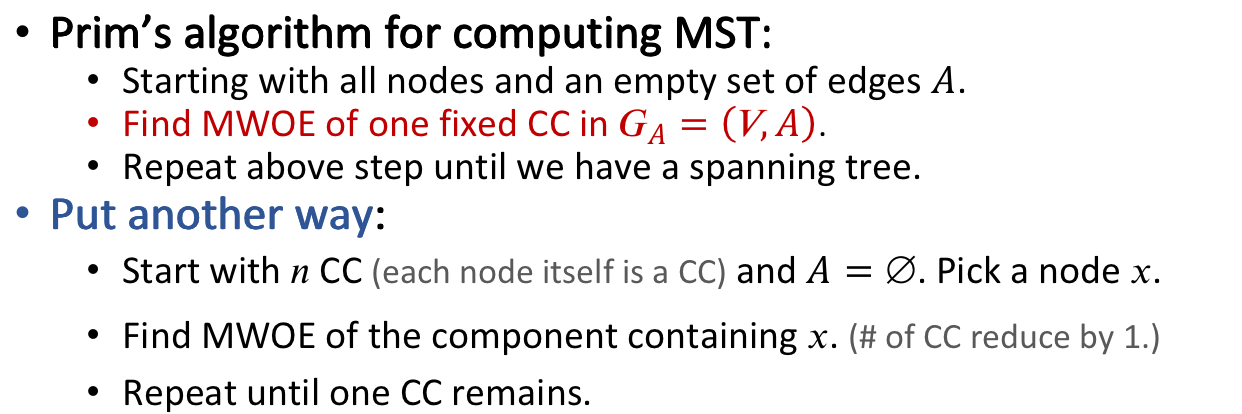 • Prim's algorithm for computing MST:
• Starting with all nodes and an empty set of edges A.
• Find MWOE of one fixed CC in G_A = (V, A).
• Repeat above step until we have a spanning tree.
• Put another way:
• Start with n CC (each node itself is a CC) and A = ∅. Pick a node x.
• Find MWOE of the component containing x. (# of CC reduce by 1.)
• Repeat until one CC remains.